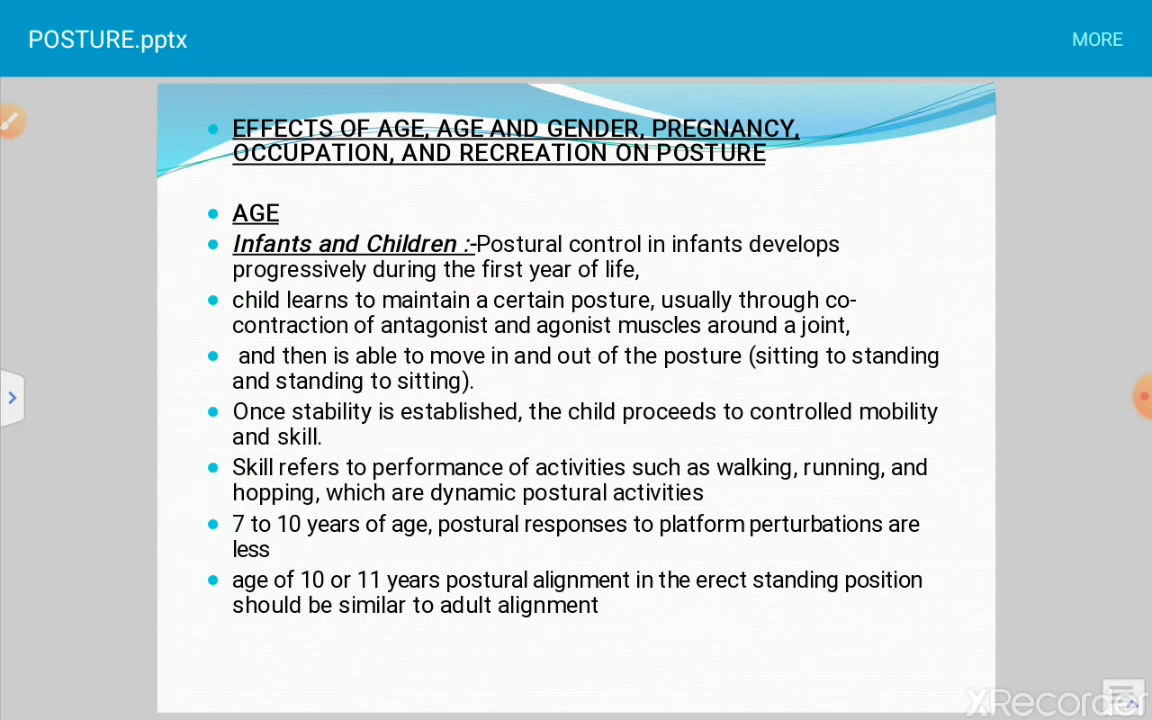 POSTURE.pptx
MORE
EFFECTS OF AGE, AGE AND GENDER, PREGNANCY,
OCCUPATION, AND RECREATION ON POSTURE
AGE
Infants and Children :-Postural control in infants develops
progressively during the first year of life,
child learns to maintain a certain posture, usually through co-
contraction of antagonist and agonist muscles around a joint,
and then is able to move in and out of the posture (sitting to standing
and standing to sitting).
Once stability is established, the child proceeds to controlled mobility
and skill.
Skill refers to performance of activities such as walking, running, and
hopping, which are dynamic postural activities
7 to 10 years of age, postural responses to platform perturbations are
less
age of 10 or 11 years postural alignment in the erect standing position
should be similar to adult alignment
XRecorder